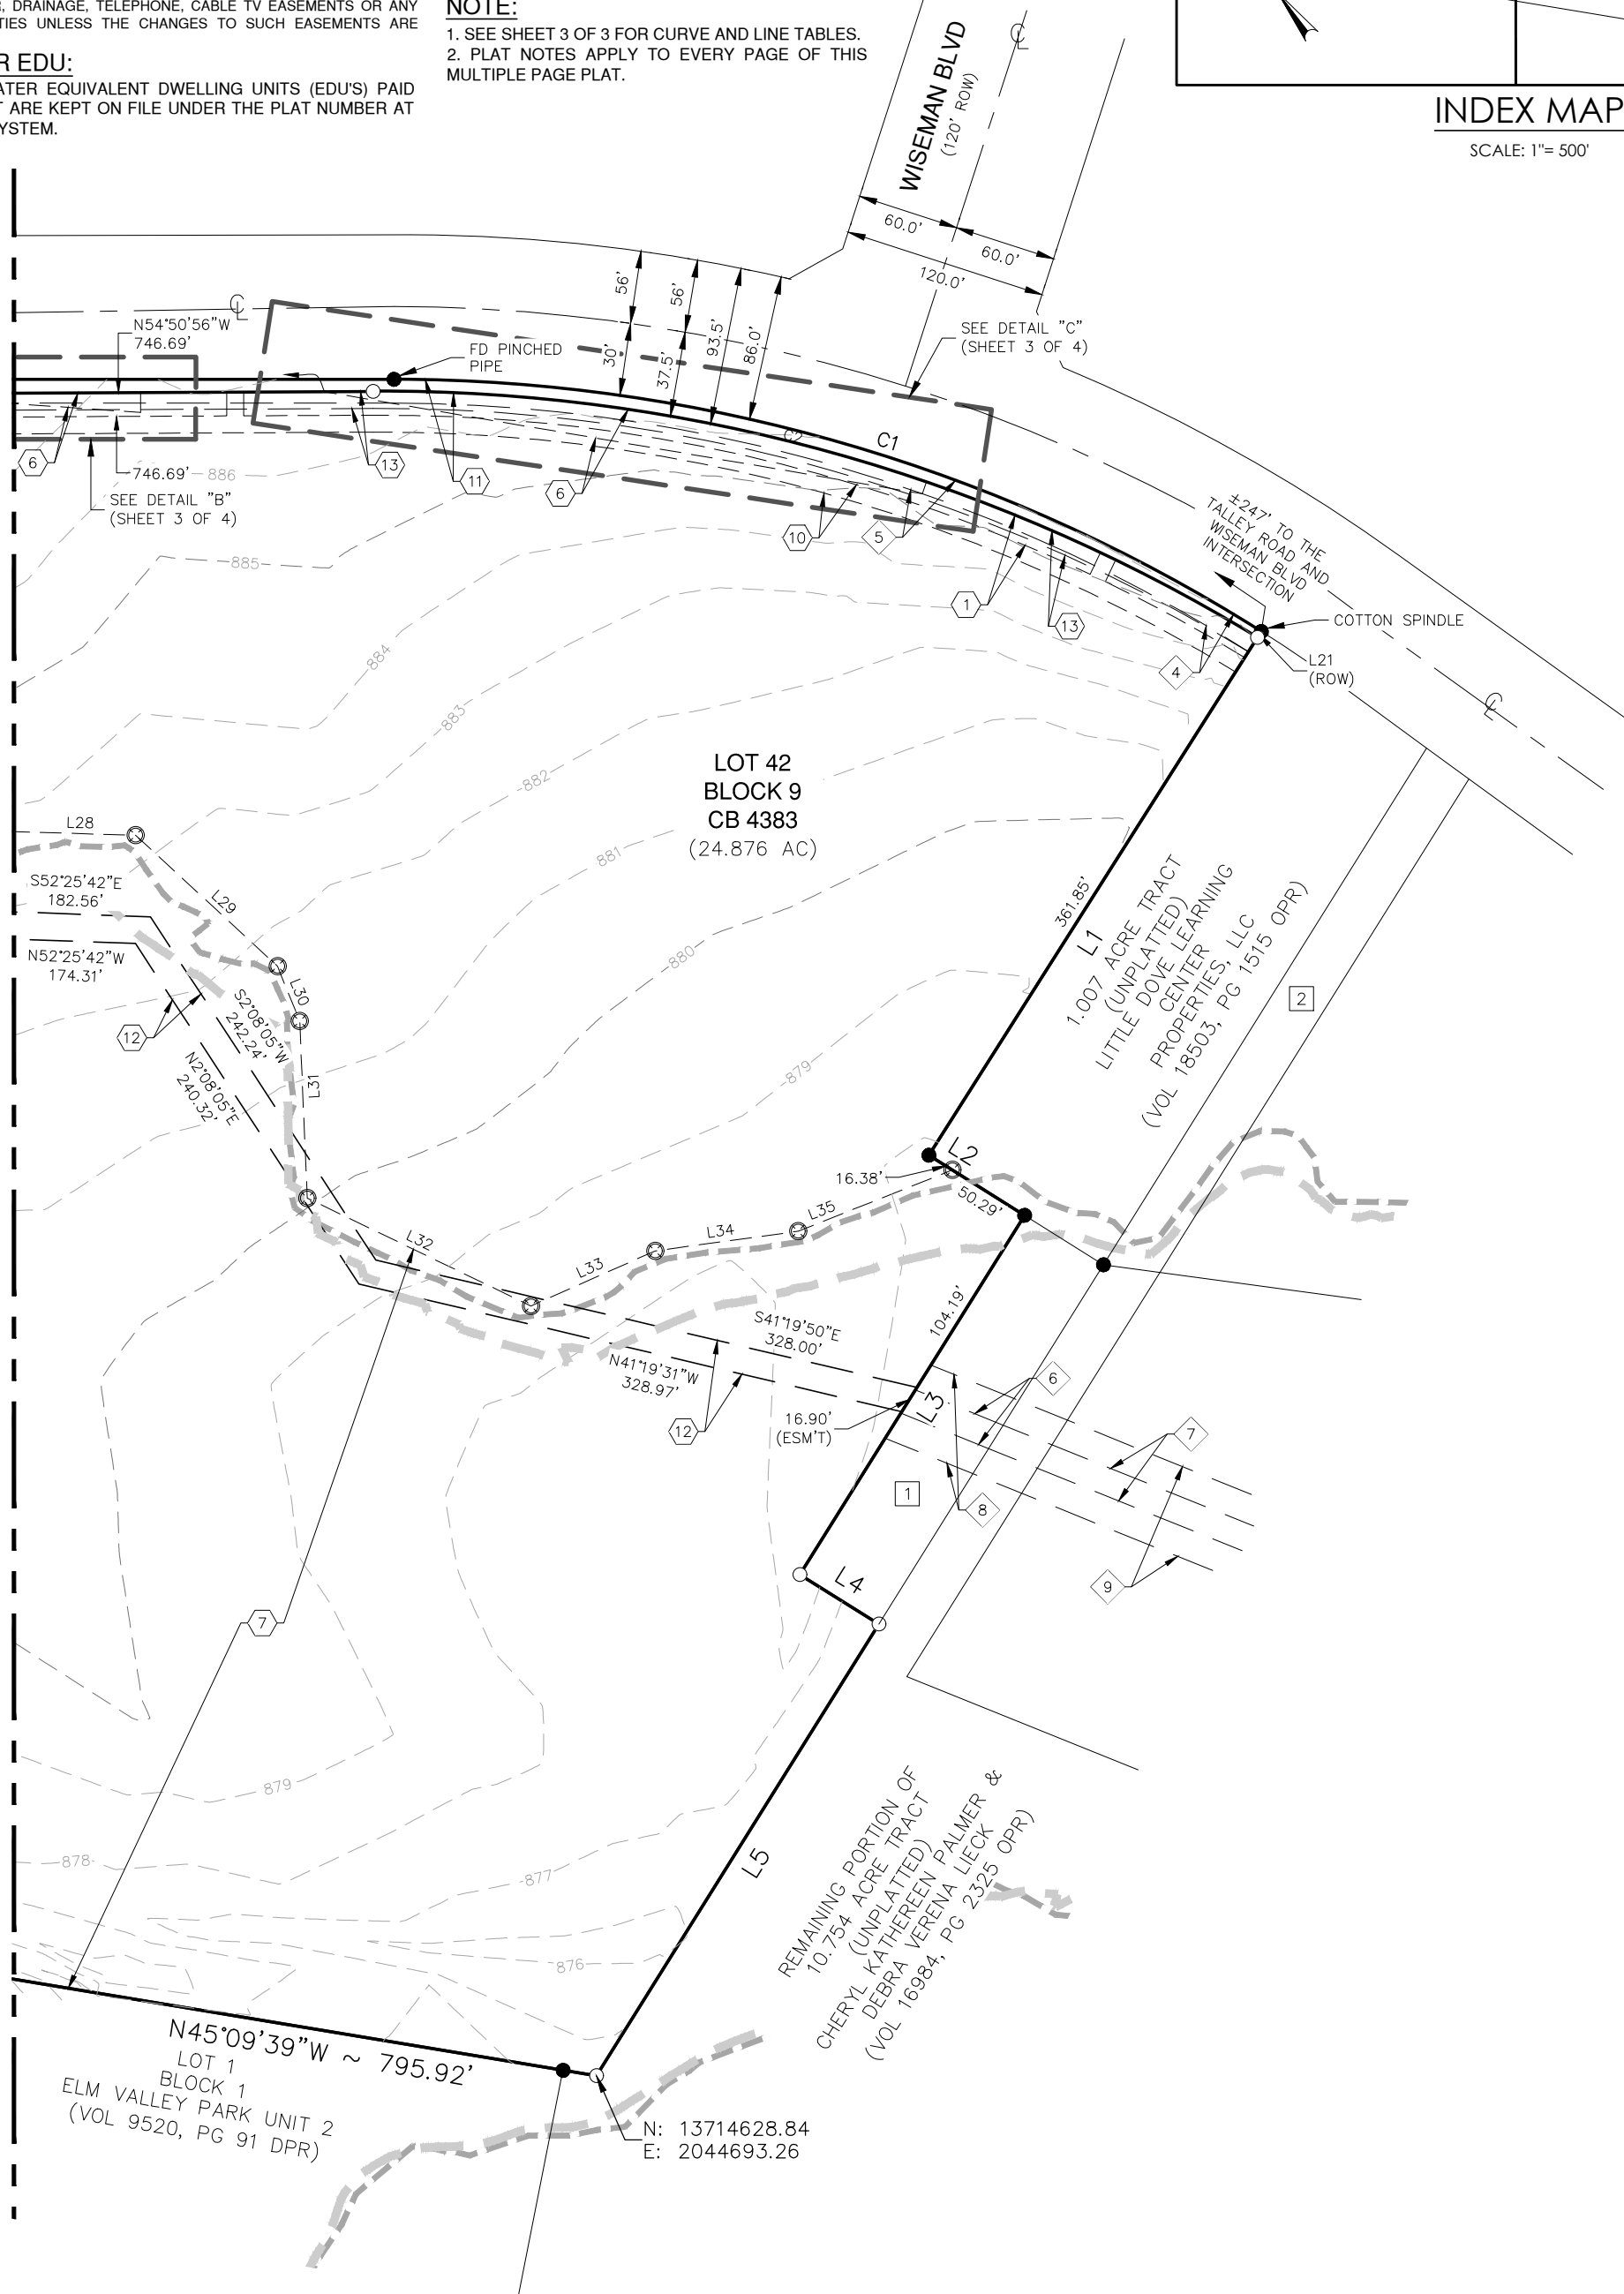 R, DRAINAGE, TELEPHONE, CABLE TV EASEMENTS OR ANY
TIES UNLESS THE CHANGES TO SUCH EASEMENTS ARE
R EDU:
ATER EQUIVALENT DWELLING UNITS (EDU'S) PAID
T ARE KEPT ON FILE UNDER THE PLAT NUMBER AT
YSTEM.
NOTE:
1. SEE SHEET 3 OF 3 FOR CURVE AND LINE TABLES.
2. PLAT NOTES APPLY TO EVERY PAGE OF THIS
MULTIPLE PAGE PLAT.
WISEMAN BLVD
(120' ROW)
INDEX MAP
SCALE: 1"= 500'
60.0'
60.0'
120.0'
56'
56'
93.5'
86.0'
30'
37.5'
N54°50'56"W
746.69'
FD PINCHED
PIPE
SEE DETAIL "C"
(SHEET 3 OF 4)
C2
C1
6
746.69'
886
13
11
6
SEE DETAIL "B"
(SHEET 3 OF 4)
10
5
1
13
4
±247' TO THE
TALLEY ROAD AND
WISEMAN BLVD
INTERSECTION
COTTON SPINDLE
L21
(ROW)
885
884
883
882
881
880
879
LOT 42
BLOCK 9
CB 4383
(24.876 AC)
L28
L29
S52°25'42"E
182.56'
N52°25'42"W
174.31'
L30
S2°08'05"W
242.24'
12
N2°08'05"E
240.32'
L31
361.85'
L1
1.007 ACRE TRACT
(UNPLATTED)
LITTLE DOVE LEARNING
CENTER
PROPERTIES, LLC
(VOL 18503, PG 1515 OPR)
2
L2
16.38'
50.29'
L32
L33
L34
L35
104.19'
S41°19'50"E
328.00'
N41°19'31"W
328.97'
12
16.90'
(ESM'T)
L3
6
7
1
8
9
L4
7
879
878
877
876
L5
REMAINING PORTION OF
10.754 ACRE TRACT
(UNPLATTED)
CHERYL KATHEREEN PALMER &
DEBRA VERENA LIECK
(VOL 16984, PG 2325 OPR)
N45°09'39"W ~ 795.92'
LOT 1
BLOCK 1
ELM VALLEY PARK UNIT 2
(VOL 9520, PG 91 DPR)
N: 13714628.84
E: 2044693.26